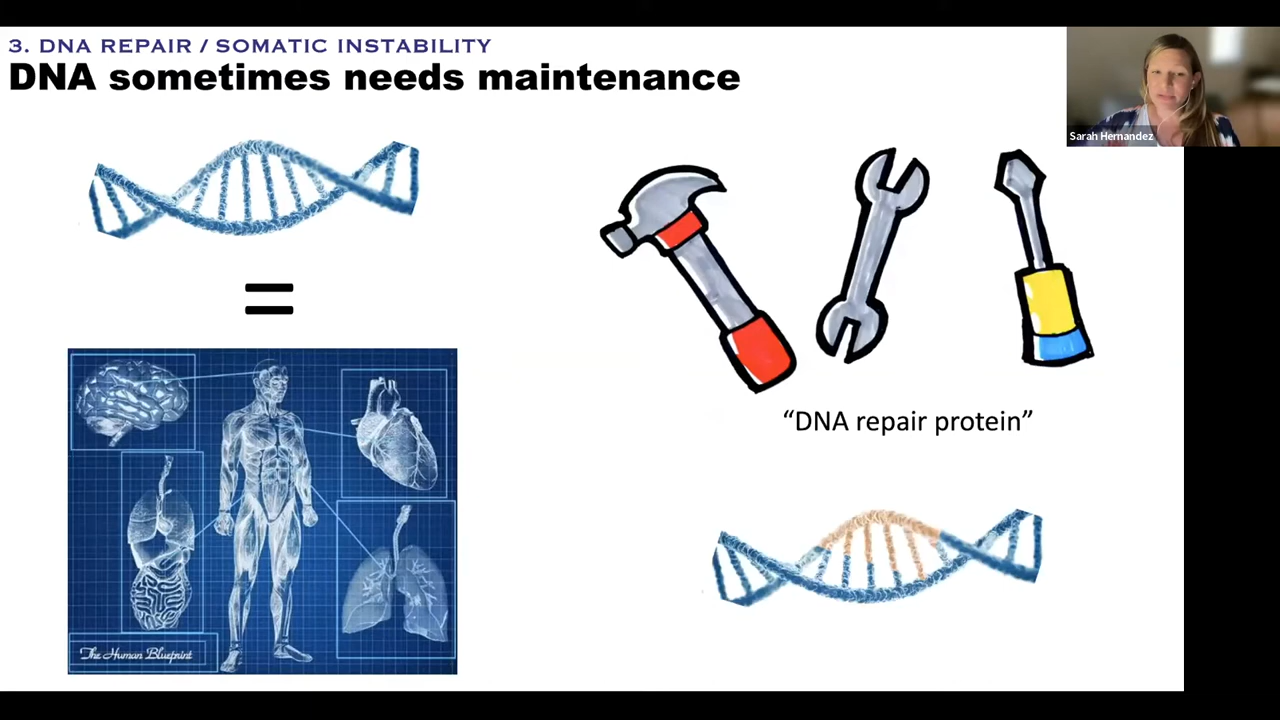 3. DNA REPAIR / SOMATIC INSTABILITY
DNA sometimes needs maintenance
Sarah Hernandez
=
“DNA repair protein”
The Human Blueprint